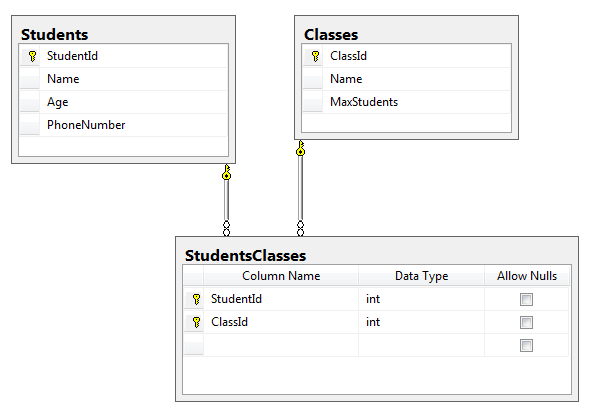 Students
StudentId
Name
Age
PhoneNumber
Classes
ClassId
Name
MaxStudents
StudentsClasses
Column Name Data Type Allow Nulls
StudentId int
ClassId int